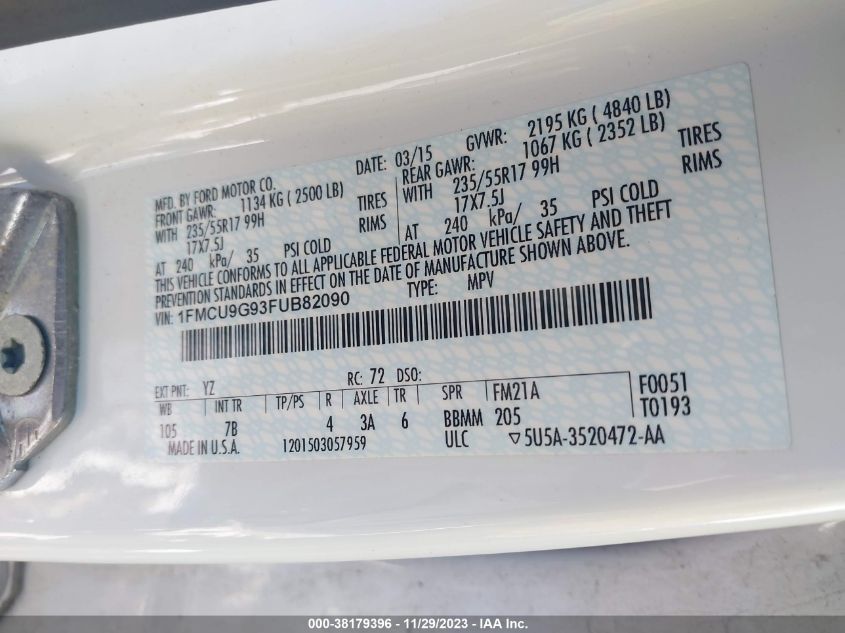 MFD. BY FORD MOTOR CO.
DATE: 03/15 GVWR: 2195 KG ( 4840 LB)
FRONT GAWR: 1134 KG ( 2500 LB) REAR GAWR: 1067 KG ( 2352 LB)
WITH 235/55R17 99H TIRES WITH 235/55R17 99H TIRES
17X7.5J RIMS 17X7.5J RIMS
AT 240 kPa/ 35 PSI COLD AT 240 kPa/ 35 PSI COLD
THIS VEHICLE CONFORMS TO ALL APPLICABLE FEDERAL MOTOR VEHICLE SAFETY AND THEFT
PREVENTION STANDARDS IN EFFECT ON THE DATE OF MANUFACTURE SHOWN ABOVE.
VIN: 1FMCU9G93FUB82090 TYPE: MPV
EXT PNT: YZ RC: 72 DSO:
WB INT TR TP/PS R AXLE TR SPR FM21A F0051
105 7B 4 3A 6 BBMM 205 T0193
MADE IN U.S.A. 1201503057959 ULC ▽5U5A-3520472-AA
000-38179396 - 11/29/2023 - IAA Inc.